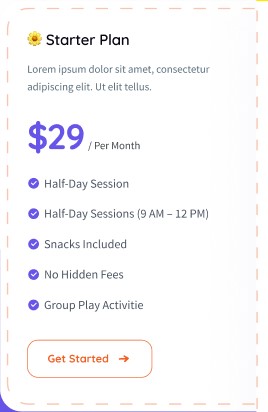 Starter Plan
Lorem ipsum dolor sit amet, consectetur
adipiscing elit. Ut elit tellus.
$29 / Per Month
Half-Day Session
Half-Day Sessions (9 AM – 12 PM)
Snacks Included
No Hidden Fees
Group Play Activitie
Get Started →